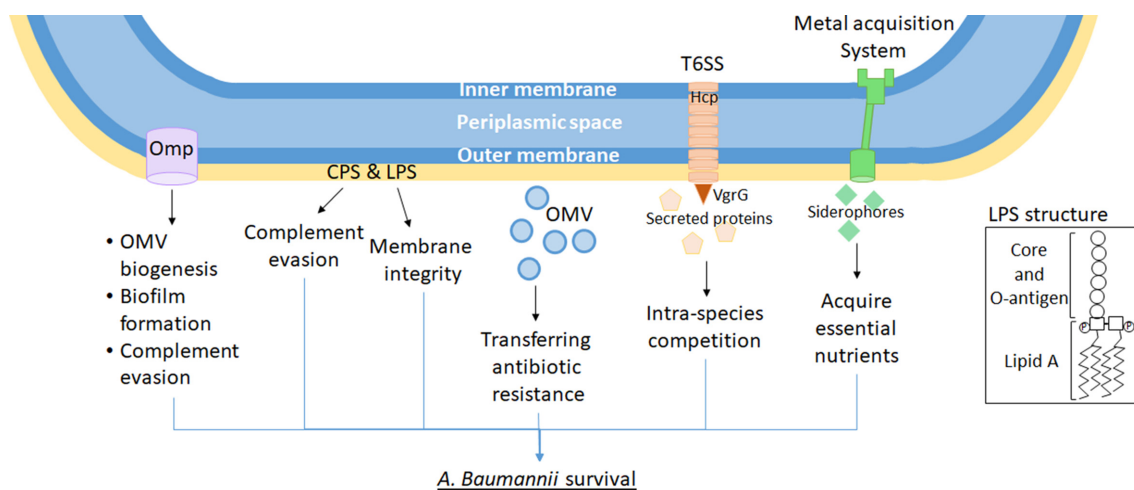 Metal acquisition
System
T6SS
Inner membrane
Hcp
Periplasmic space
Omp
Outer membrane
CPS & LPS
VgrG
OMV
Secreted proteins
Siderophores
LPS structure
• OMV
biogenesis
• Biofilm
formation
• Complement
evasion
Complement
evasion
Membrane
integrity
Transferring
antibiotic
resistance
Intra-species
competition
Acquire
essential
nutrients
Core
and
O-antigen
P
P
Lipid A
A. Baumannii survival